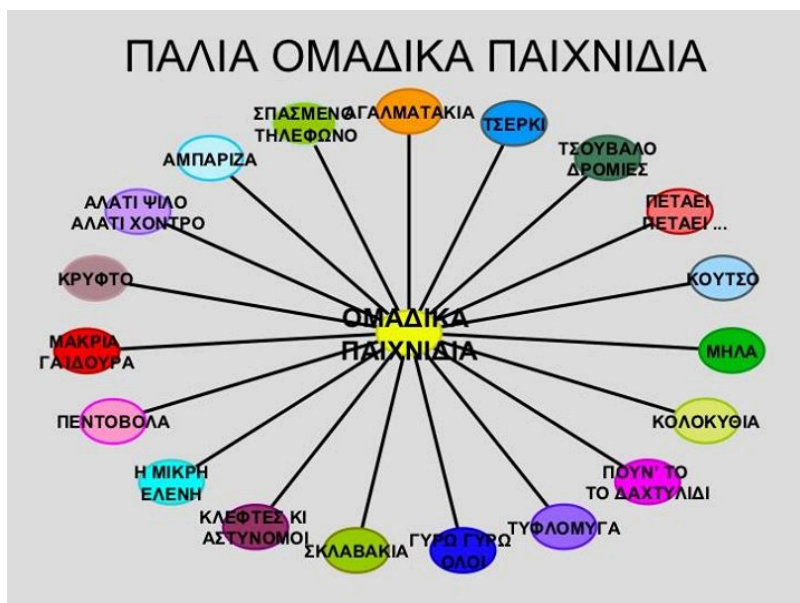 ΠΑΛΙΑ ΟΜΑΔΙΚΑ ΠΑΙΧΝΙΔΙΑ
ΑΓΑΛΜΑΤΑΚΙΑ
ΤΣΕΡΚΙ
ΤΣΟΥΒΑΛΟ
ΔΡΟΜΙΕΣ
ΠΕΤΑΕΙ
ΠΕΤΑΕΙ ...
ΚΟΥΤΣΟ
ΜΗΛΑ
ΚΟΛΟΚΥΘΙΑ
ΠΟΥΝ' ΤΟ
ΤΟ ΔΑΧΤΥΛΙΔΙ
ΤΥΦΛΟΜΥΓΑ
ΓΥΡΩ ΓΥΡΩ
ΟΛΟΙ
ΣΚΛΑΒΑΚΙΑ
ΚΛΕΦΤΕΣ ΚΙ
ΑΣΤΥΝΟΜΟΙ
Η ΜΙΚΡΗ
ΕΛΕΝΗ
ΠΕΝΤΟΒΟΛΑ
ΜΑΚΡΙΑ
ΓΑΪΔΟΥΡΑ
ΚΡΥΦΤΟ
ΑΛΑΤΙ ΨΙΛΟ
ΑΛΑΤΙ ΧΟΝΤΡΟ
ΑΜΠΑΡΙΖΑ
ΣΠΑΣΜΕΝΟ
ΤΗΛΕΦΩΝΟ
ΟΜΑΔΙΚΑ
ΠΑΙΧΝΙΔΙΑ